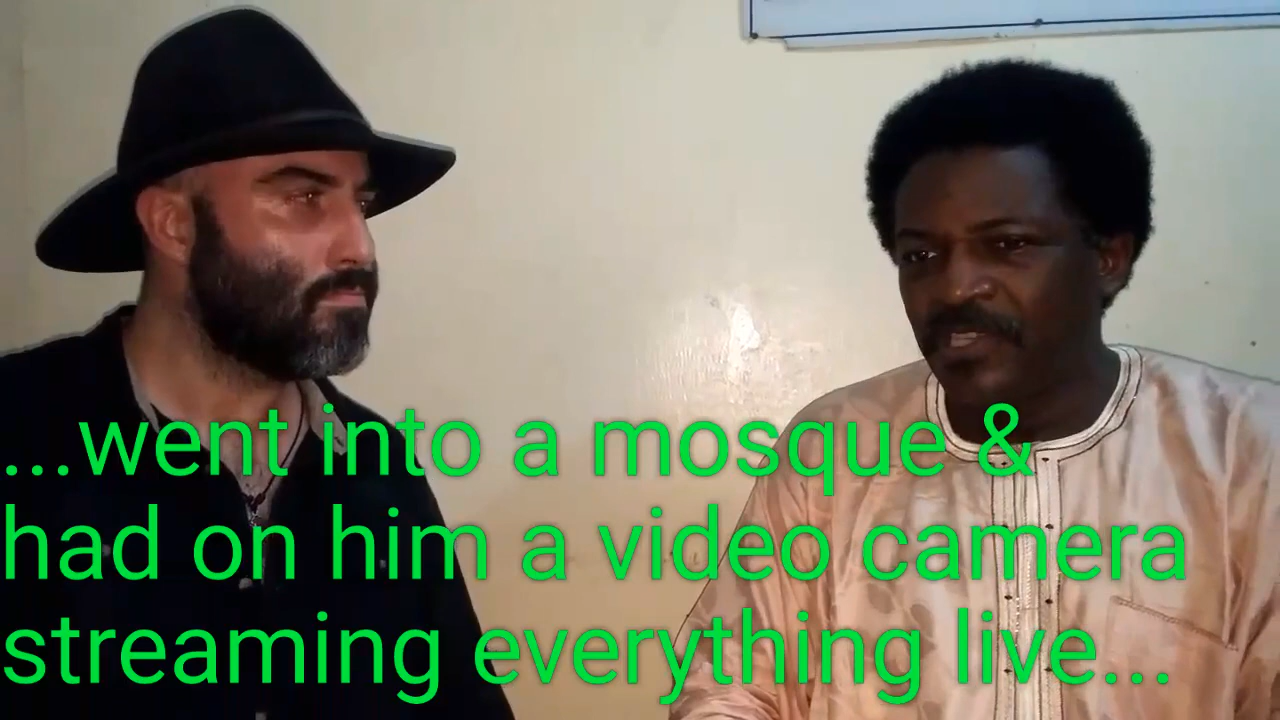 ...went into a mosque &
had on him a video camera
streaming everything live...